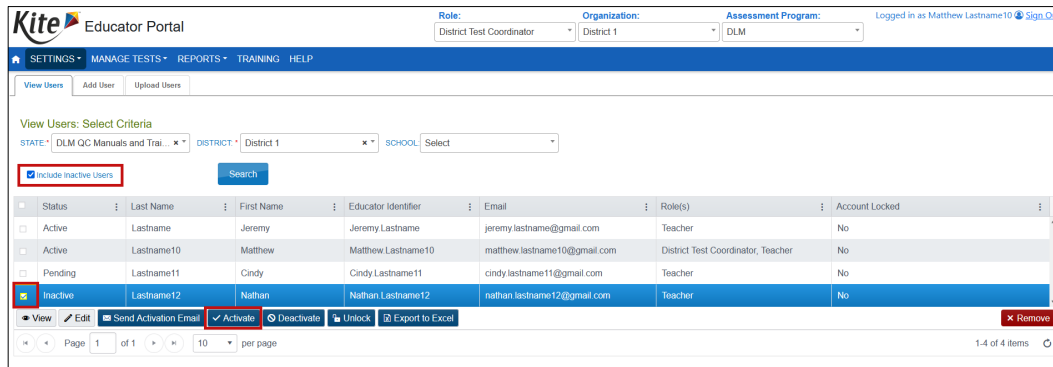 Kite Educator Portal
Role: Organization: Assessment Program: Logged in as Matthew Lastname10 Sign
District Test Coordinator District 1 DLM
SETTINGS MANAGE TESTS REPORTS TRAINING HELP
View Users Add User Upload Users
View Users: Select Criteria
STATE:* DLM QC Manuals and Trai... × DISTRICT:* District 1 × SCHOOL: Select
Include Inactive Users Search
Status Last Name First Name Educator Identifier Email Role(s) Account Locked
Active Lastname Jeremy Jeremy.Lastname jeremy.lastname@gmail.com Teacher No
Active Lastname10 Matthew Matthew.Lastname10 matthew.lastname10@gmail.com District Test Coordinator, Teacher No
Pending Lastname11 Cindy Cindy.Lastname11 cindy.lastname11@gmail.com Teacher No
Inactive Lastname12 Nathan Nathan.Lastname12 nathan.lastname12@gmail.com Teacher No
View Edit Send Activation Email Activate Deactivate Unlock Export to Excel × Remove
Page 1 of 1 10 per page 1-4 of 4 items